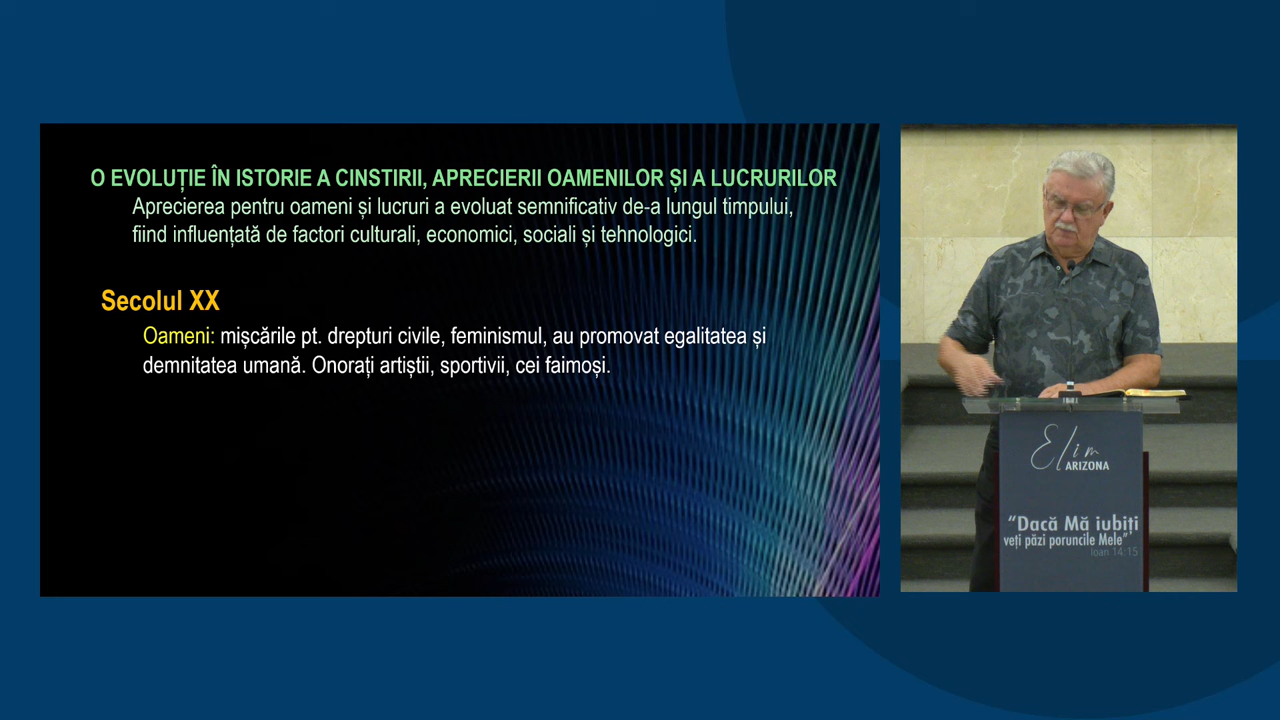 O EVOLUȚIE ÎN ISTORIE A CINSTIRII, APRECIERII OAMENILOR ȘI A LUCRURILOR
Aprecierea pentru oameni și lucruri a evoluat semnificativ de-a lungul timpului,
fiind influențată de factori culturali, economici, sociali și tehnologici.
Secolul XX
Oameni: mișcările pt. drepturi civile, feminismul, au promovat egalitatea și
demnitatea umană. Onorați artiștii, sportivii, cei faimoși.
Elim
ARIZONA
“Dacă Mă iubiți
veți păzi poruncile Mele”
Ioan 14:15